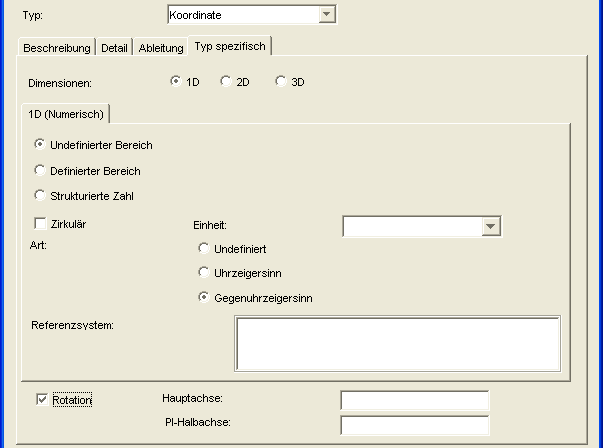 Typ: Koordinate
Beschreibung Detail Ableitung Typ spezifisch
Dimensionen: 1D 2D 3D
1D (Numerisch)
Undefinierter Bereich
Definierter Bereich
Strukturierte Zahl
Zirkulär Einheit:
Art: Undefiniert
Uhrzeigersinn
Gegenuhrzeigersinn
Referenzsystem:
Rotation Hauptachse:
PI-Halbachse: